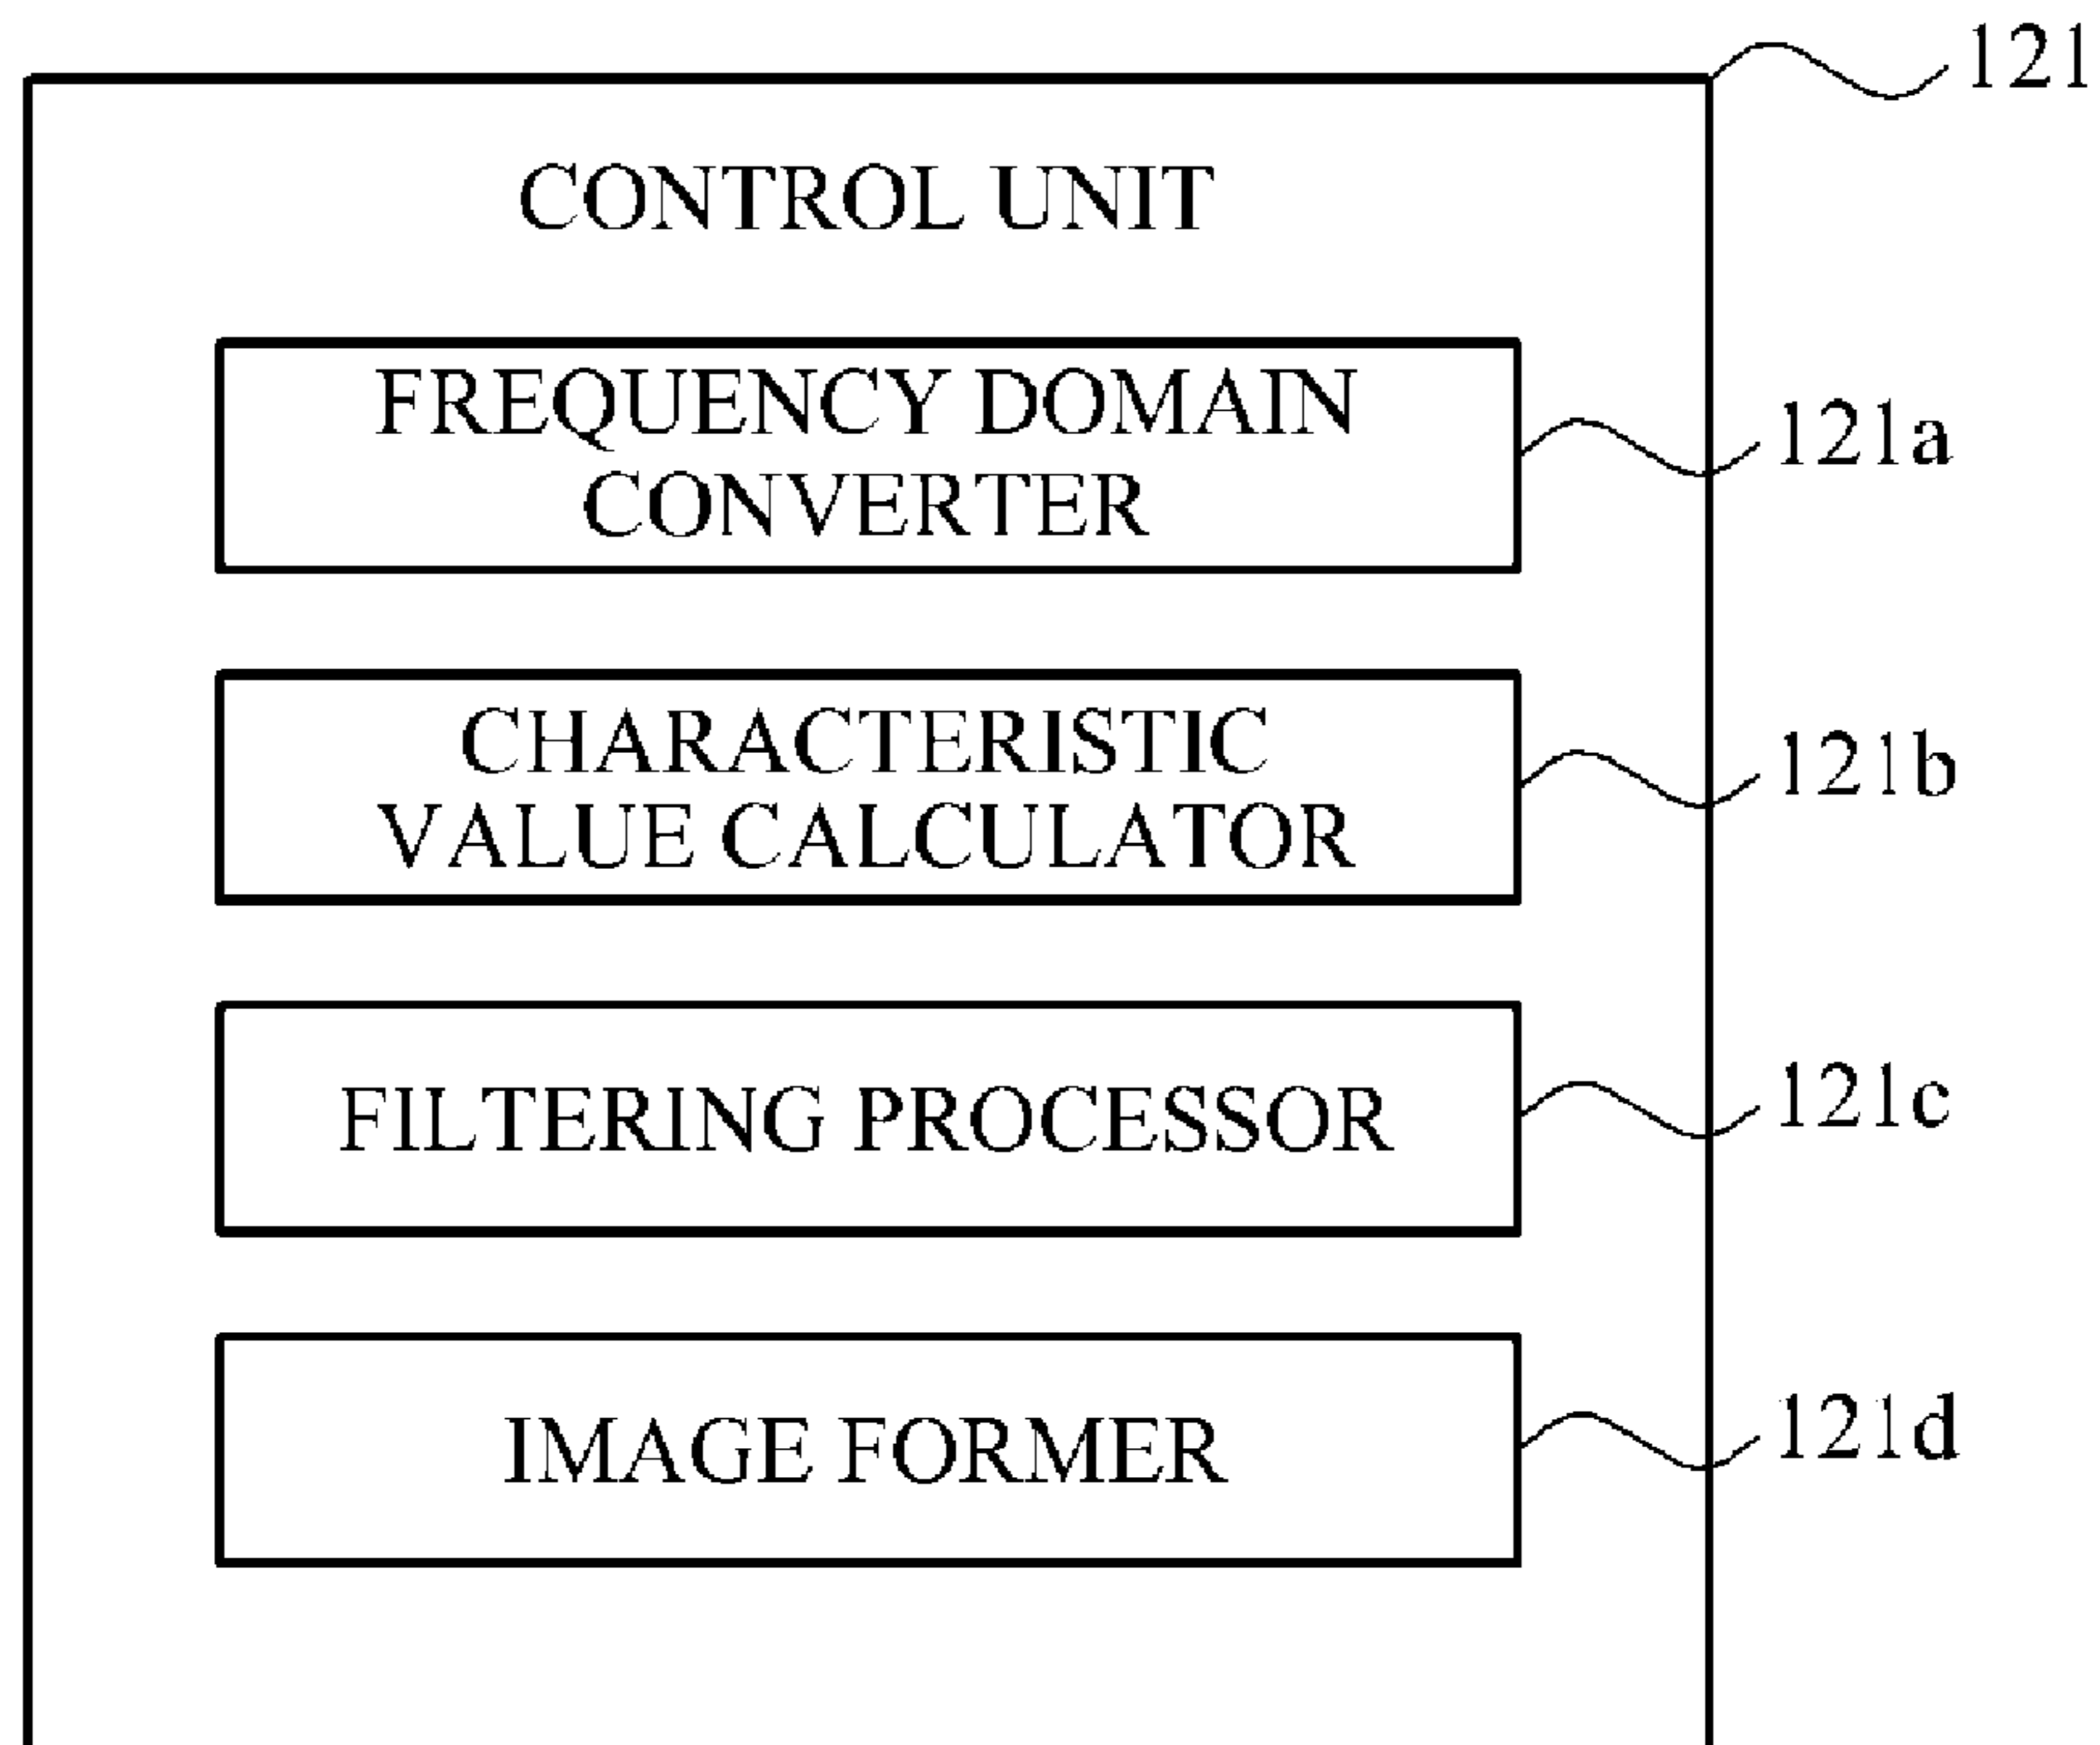 121
CONTROL UNIT
FREQUENCY DOMAIN
CONVERTER
121a
CHARACTERISTIC
VALUE CALCULATOR
121b
FILTERING PROCESSOR
121c
IMAGE FORMER
121d